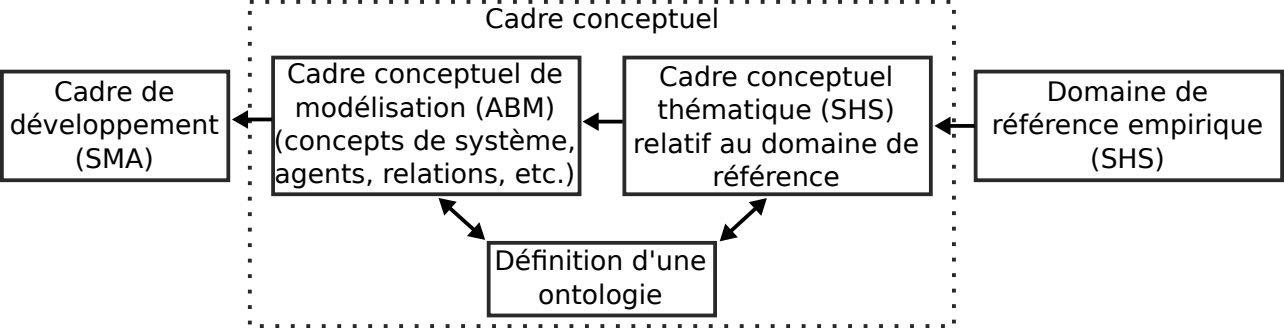 Cadre conceptuel
Cadre de
développement
(SMA)
Cadre conceptuel de
modélisation (ABM)
(concepts de système,
agents, relations, etc.)
Cadre conceptuel
thématique (SHS)
relatif au domaine de
référence
Domaine de
référence empirique
(SHS)
Définition d'une
ontologie